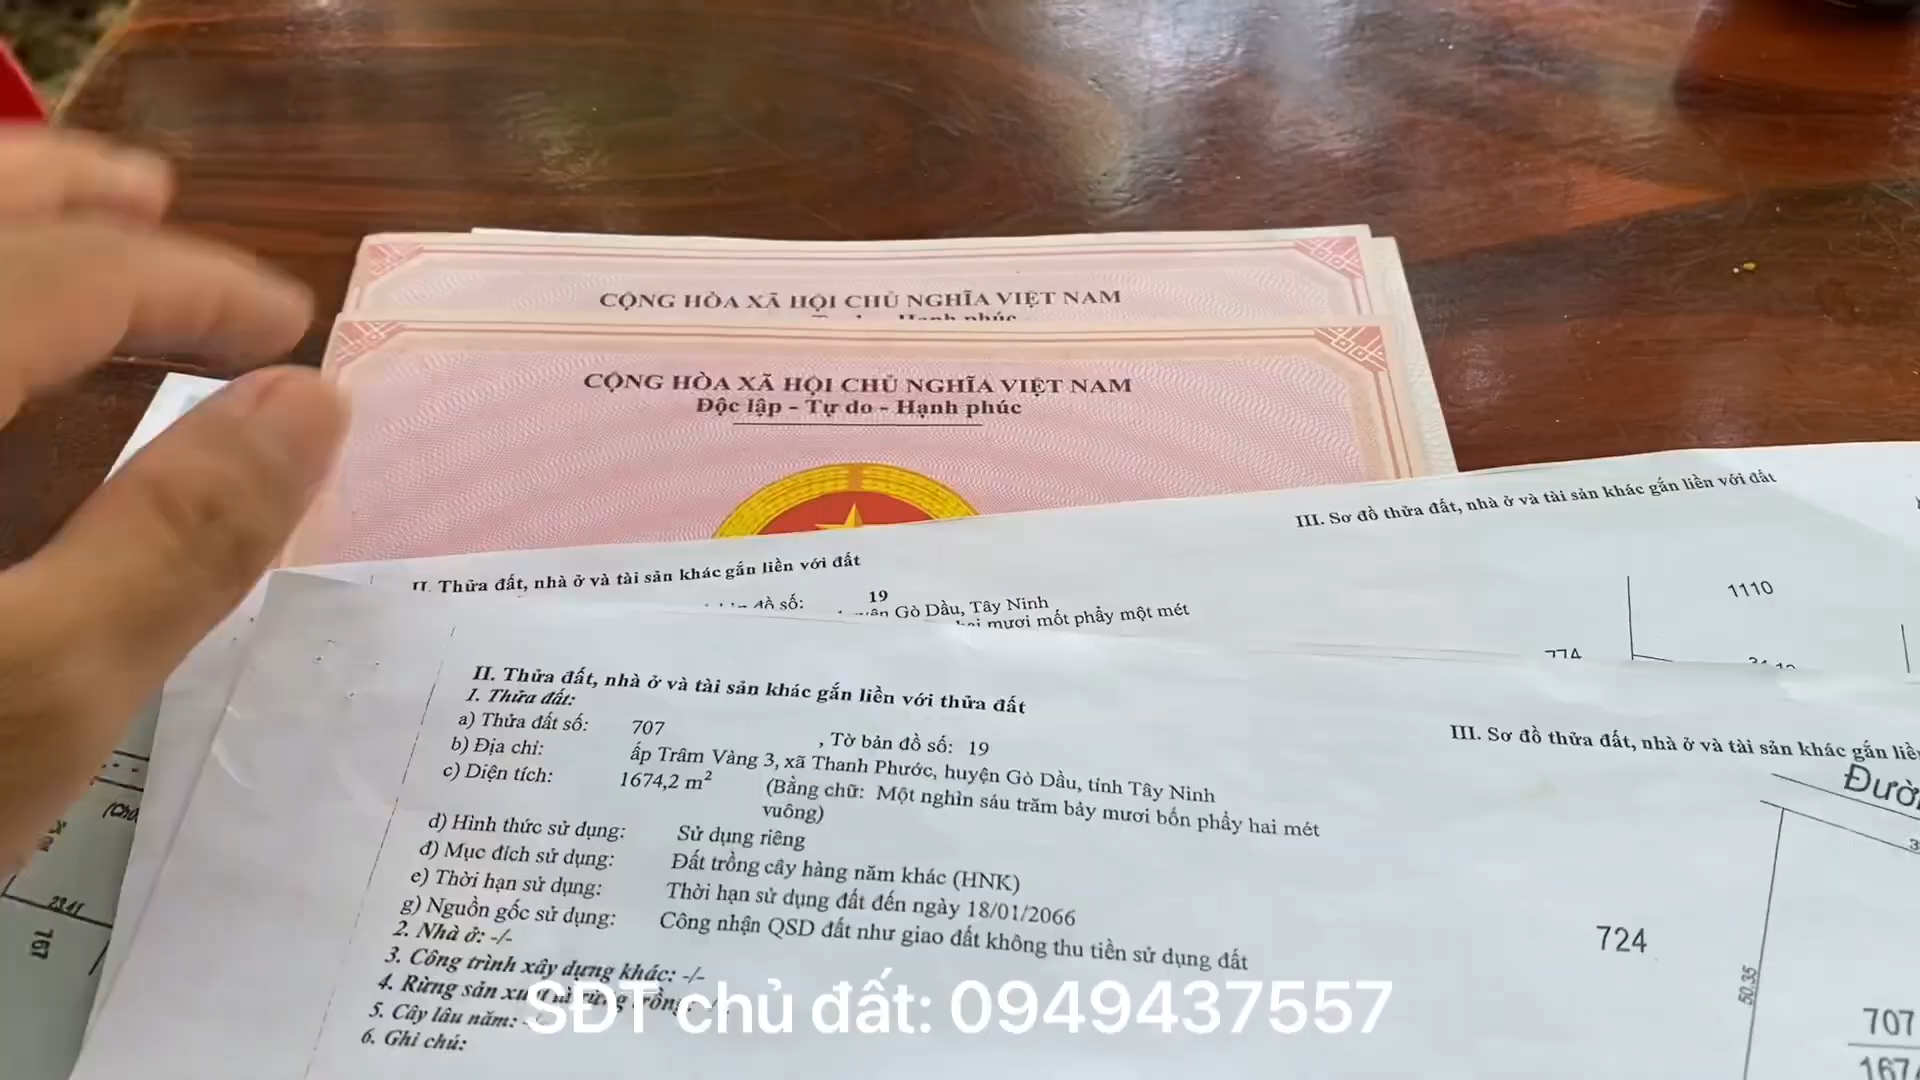 CỘNG HÒA XÃ HỘI CHỦ NGHĨA VIỆT NAM
Hạnh phúc
CỘNG HÒA XÃ HỘI CHỦ NGHĨA VIỆT NAM
Độc lập - Tự do - Hạnh phúc
II. Thửa đất, nhà ở và tài sản khác gắn liền với đất
đồ số: 19
Gò Dầu, Tây Ninh
mươi mốt phẩy một mét
III. Sơ đồ thửa đất, nhà ở và tài sản khác gắn liền với đất
1110
774
II. Thửa đất, nhà ở và tài sản khác gắn liền với thửa đất
1. Thửa đất:
a) Thửa đất số: 707 , Tờ bản đồ số: 19
b) Địa chỉ: ấp Trâm Vàng 3, xã Thanh Phước, huyện Gò Dầu, tỉnh Tây Ninh
c) Diện tích: 1674,2 m² (Bằng chữ: Một nghìn sáu trăm bảy mươi bốn phẩy hai mét
vuông)
d) Hình thức sử dụng: Sử dụng riêng
đ) Mục đích sử dụng: Đất trồng cây hàng năm khác (HNK)
e) Thời hạn sử dụng: Thời hạn sử dụng đất đến ngày 18/01/2066
g) Nguồn gốc sử dụng: Công nhận QSD đất như giao đất không thu tiền sử dụng đất
2. Nhà ở: -/-
3. Công trình xây dựng khác: -/-
4. Rừng sản xuất là rừng trồng:
5. Cây lâu năm:
6. Ghi chú:
III. Sơ đồ thửa đất, nhà ở và tài sản khác gắn liền
Đườ
724
50.35
707
167
SĐT chủ đất: 0949437557